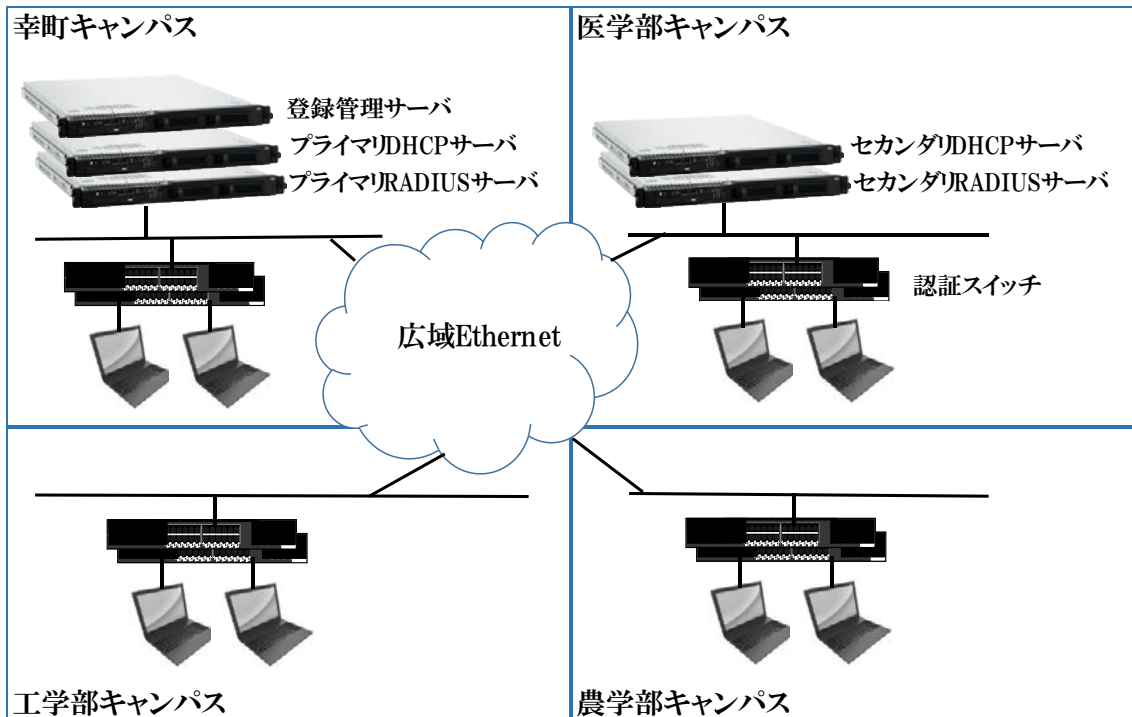 幸町キャンパス
登録管理サーバ
プライマリDHCPサーバ
プライマリRADIUSサーバ
医学部キャンパス
セカンダリDHCPサーバ
セカンダリRADIUSサーバ
認証スイッチ
広域Ethernet
工学部キャンパス
農学部キャンパス